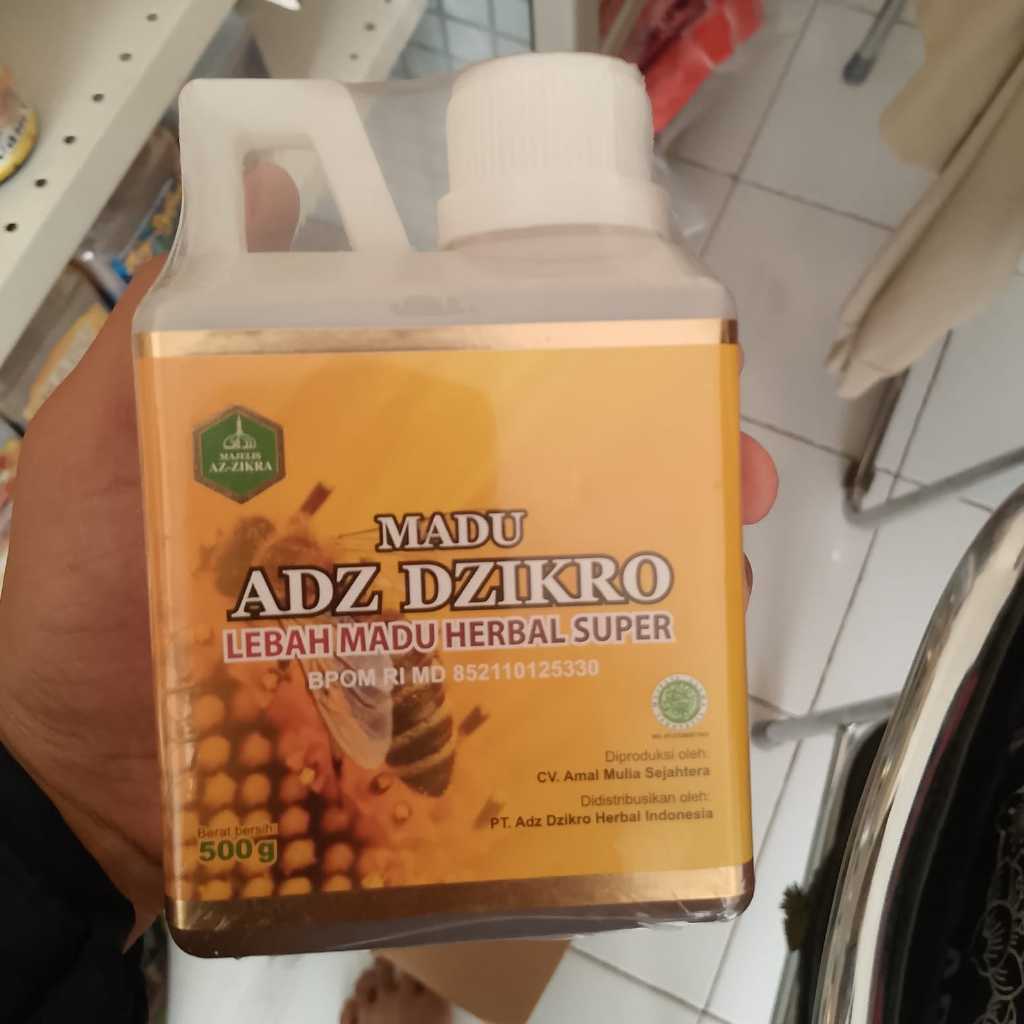 MAJELIS
AZ-ZIKRA
MADU
ADZ DZIKRO
LEBAH MADU HERBAL SUPER
BPOM RI MD 852110125330
Diproduksi oleh:
CV. Amal Mulia Sejahtera
Didistribusikan oleh:
PT. Adz Dzikro Herbal Indonesia
Berat bersih:
500 g